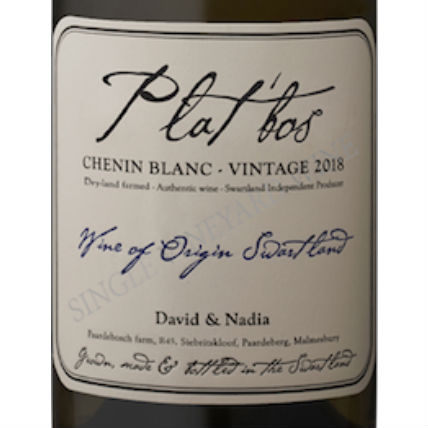 Plat'bos
CHENIN BLANC - VINTAGE 2018
Dry-land farmed - Authentic wine - Swartland Independent Producer
Wine of Origin Swartland
SINGLE VINEYARD WINE
David & Nadia
Paardebosch farm, R45, Siebritskloof, Paardeberg, Malmesbury
Grown, made & bottled in the Swartland